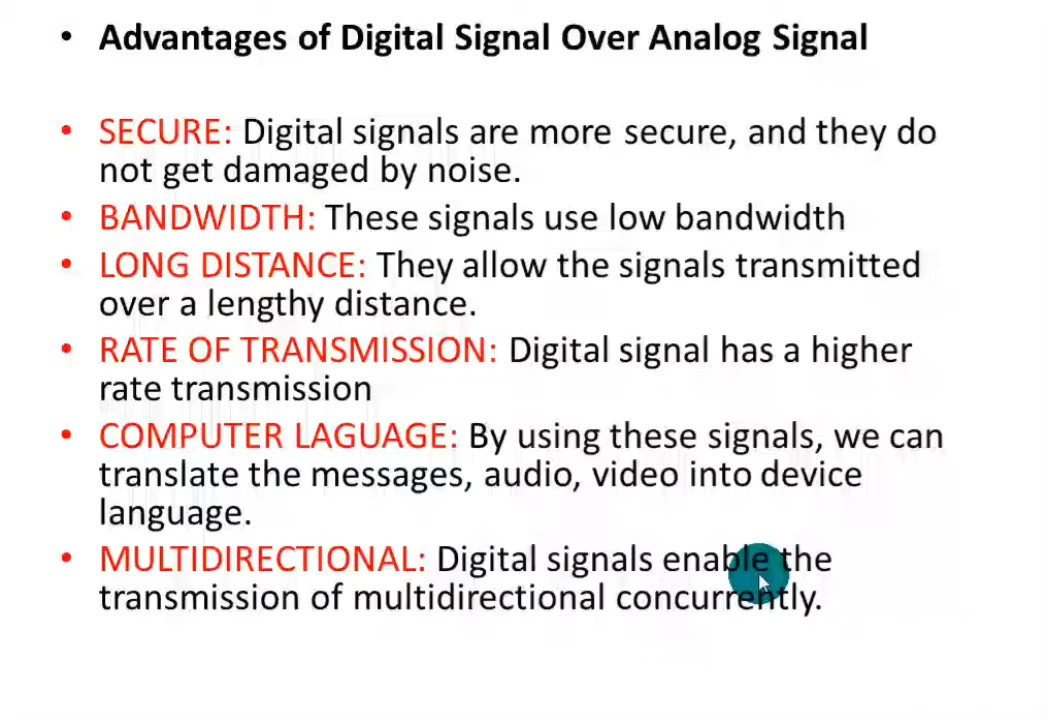 • Advantages of Digital Signal Over Analog Signal
• SECURE: Digital signals are more secure, and they do
not get damaged by noise.
• BANDWIDTH: These signals use low bandwidth
• LONG DISTANCE: They allow the signals transmitted
over a lengthy distance.
• RATE OF TRANSMISSION: Digital signal has a higher
rate transmission
• COMPUTER LAGUAGE: By using these signals, we can
translate the messages, audio, video into device
language.
• MULTIDIRECTIONAL: Digital signals enable the
transmission of multidirectional concurrently.